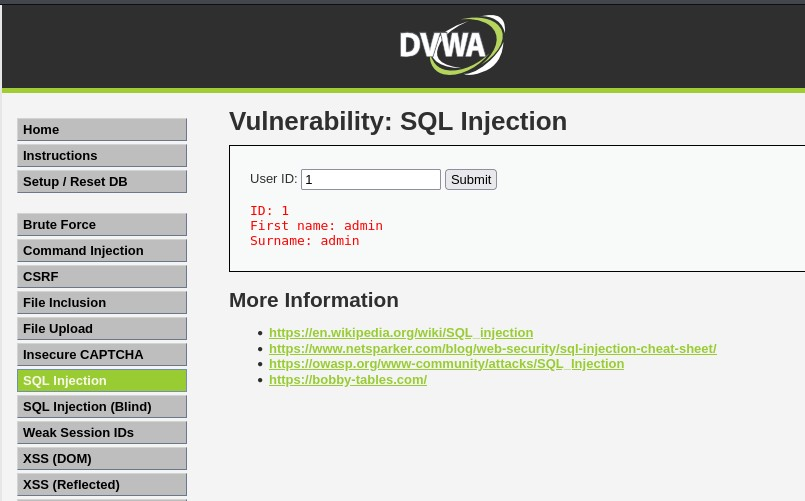 DVWA
Home
Instructions
Setup / Reset DB
Brute Force
Command Injection
CSRF
File Inclusion
File Upload
Insecure CAPTCHA
SQL Injection
SQL Injection (Blind)
Weak Session IDs
XSS (DOM)
XSS (Reflected)
Vulnerability: SQL Injection
User ID: 1 Submit
ID: 1
First name: admin
Surname: admin
More Information
• https://en.wikipedia.org/wiki/SQL_injection
• https://www.netsparker.com/blog/web-security/sql-injection-cheat-sheet/
• https://owasp.org/www-community/attacks/SQL_Injection
• https://bobby-tables.com/